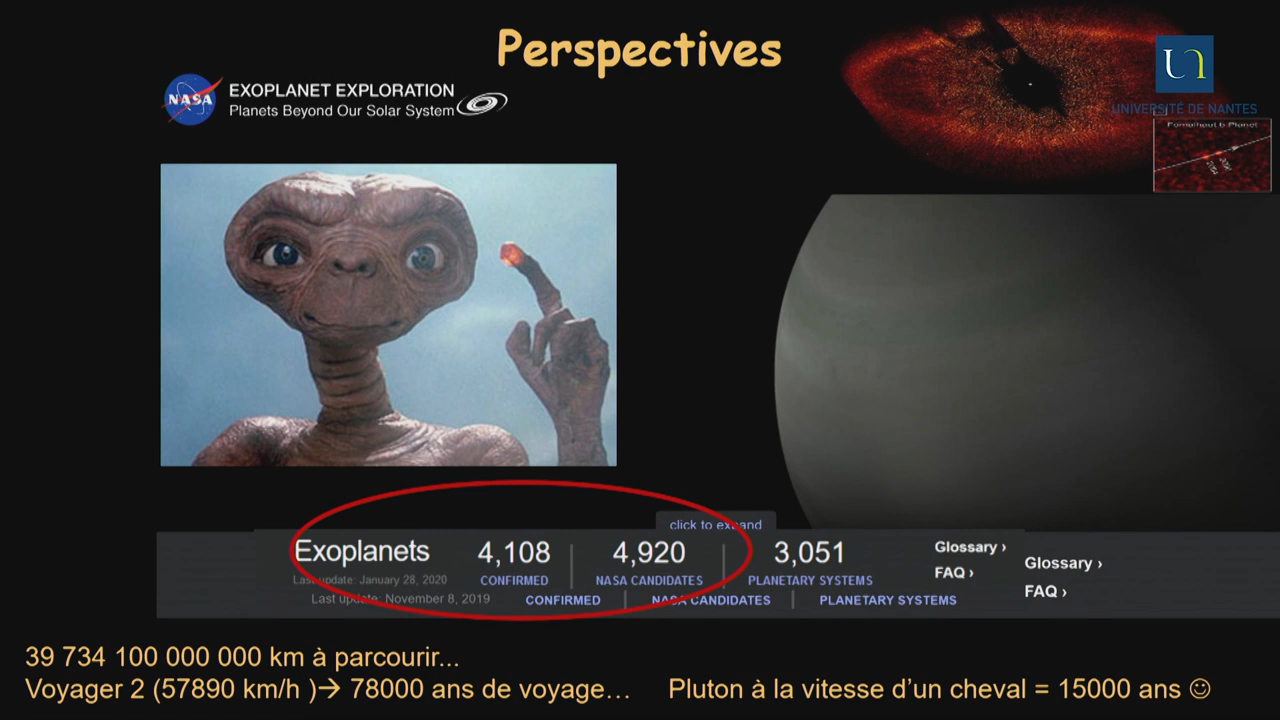 Perspectives
NASA
EXOPLANET EXPLORATION
Planets Beyond Our Solar System
UNIVERSITÉ DE NANTES
Fomalhaut b Planet
click to expand
Exoplanets
4,108
4,920
3,051
Glossary ›
Last update: January 28, 2020
CONFIRMED
NASA CANDIDATES
PLANETARY SYSTEMS
FAQ ›
Glossary ›
Last update: November 8, 2019
CONFIRMED
NASA CANDIDATES
PLANETARY SYSTEMS
FAQ ›
39 734 100 000 000 km à parcourir...
Voyager 2 (57890 km/h )→ 78000 ans de voyage…
Pluton à la vitesse d’un cheval = 15000 ans ☺